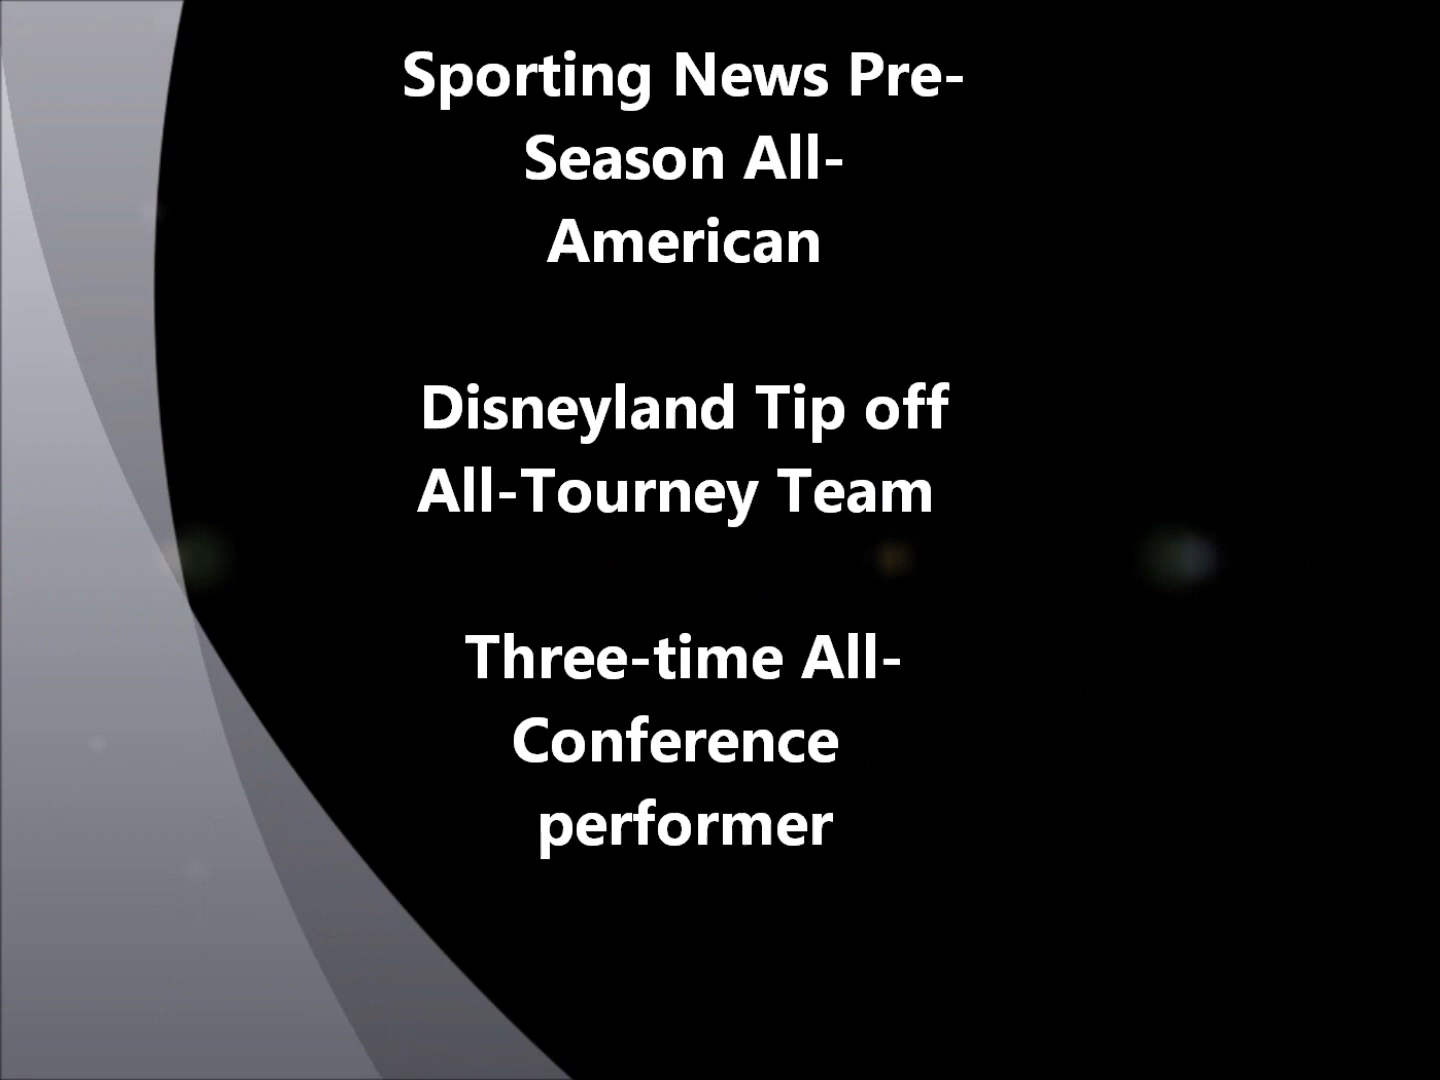 Sporting News Pre-
Season All-
American
Disneyland Tip off
All-Tourney Team
Three-time All-
Conference
performer